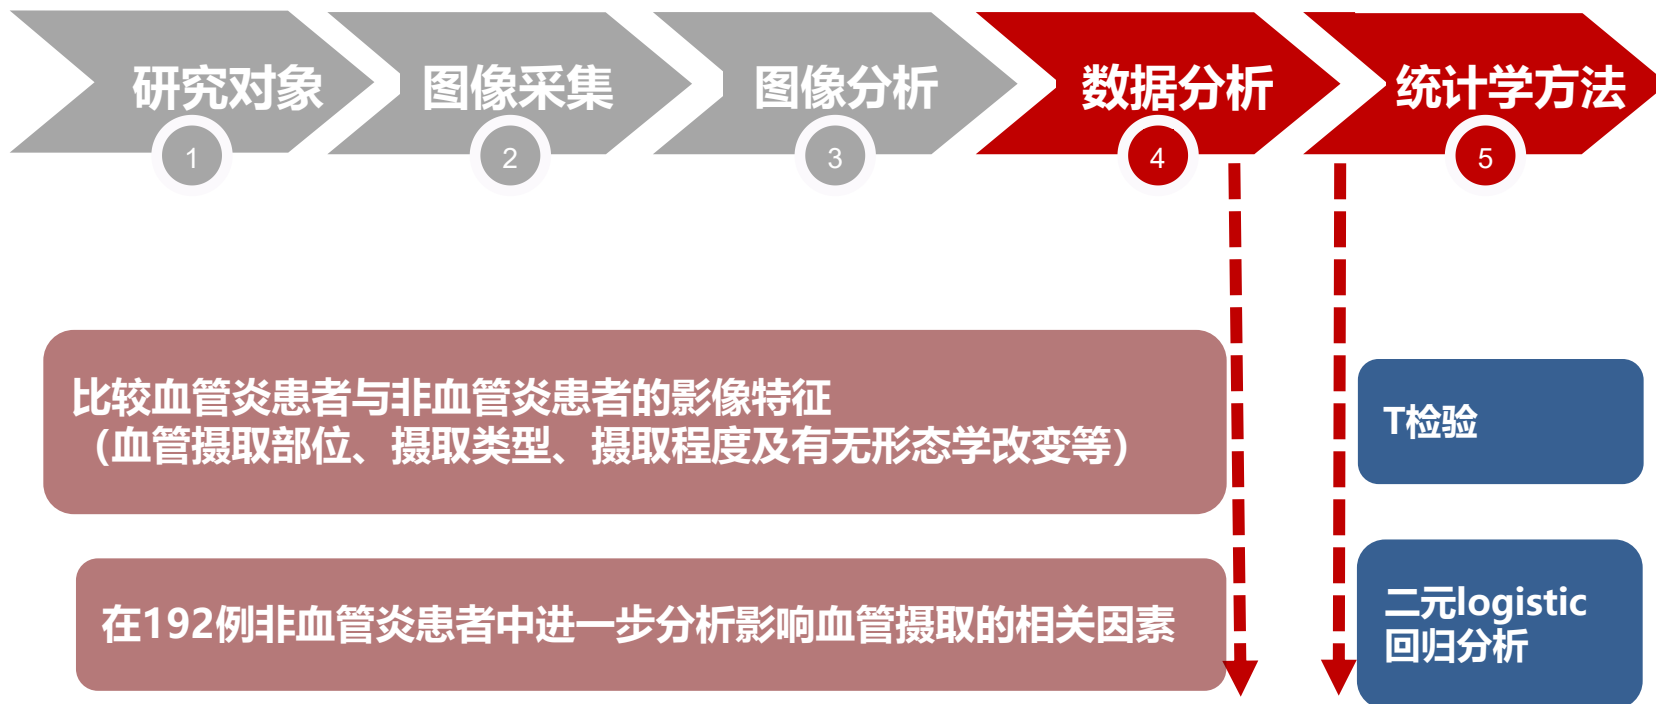 研究对象
图像采集
图像分析
数据分析
统计学方法
1
2
3
4
5
比较血管炎患者与非血管炎患者的影像特征
（血管摄取部位、摄取类型、摄取程度及有无形态学改变等）
T检验
在192例非血管炎患者中进一步分析影响血管摄取的相关因素
二元logistic
回归分析